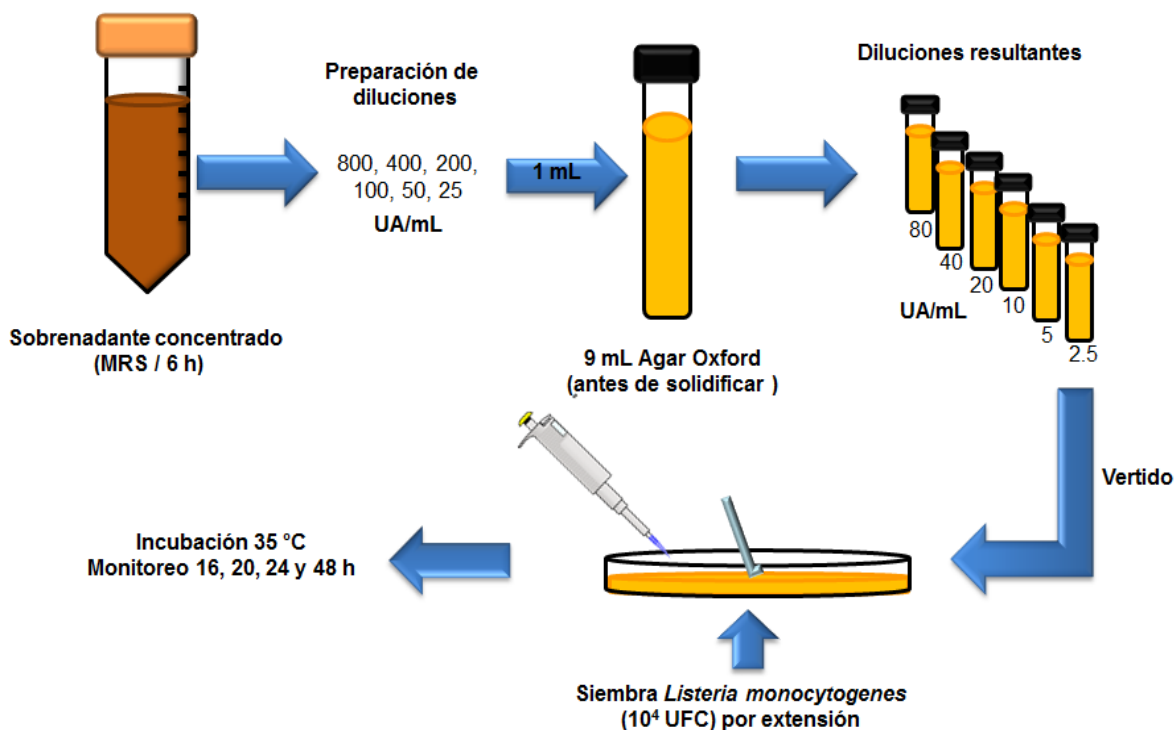 Preparación de
diluciones
800, 400, 200,
100, 50, 25
UA/mL
1 mL
Diluciones resultantes
80
40
20
10
5
2.5
UA/mL
Sobrenadante concentrado
(MRS / 6 h)
9 mL Agar Oxford
(antes de solidificar )
Vertido
Incubación 35 °C
Monitoreo 16, 20, 24 y 48 h
Siembra Listeria monocytogenes
(10⁴ UFC) por extensión